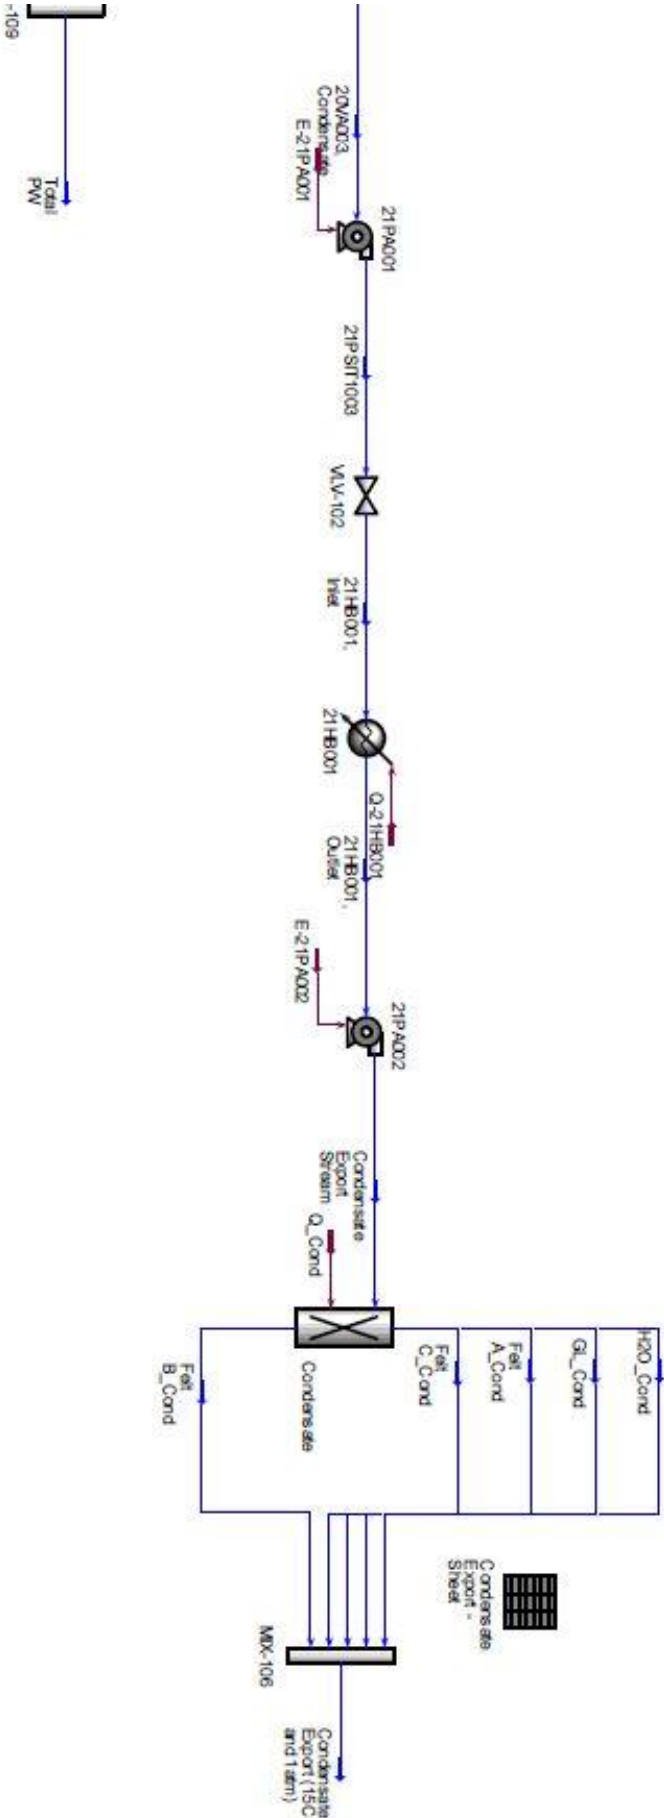 -109
Total
PW
20VA003,
Condensate
E-21PA001
21PA001
21PSIT1003
VLV-102
21HB001,
Inlet
21HB001
Q-21HB001
21HB001,
Outlet
E-21PA002
21PA002
Condensate
Export
Stream
Q_Cond
Condensate
H2O_Cond
GL_Cond
Felt
A_Cond
Felt
C_Cond
Felt
B_Cond
Condensate
Export -
Sheet
MIX-106
Condensate
Export (15C
and 1 atm)